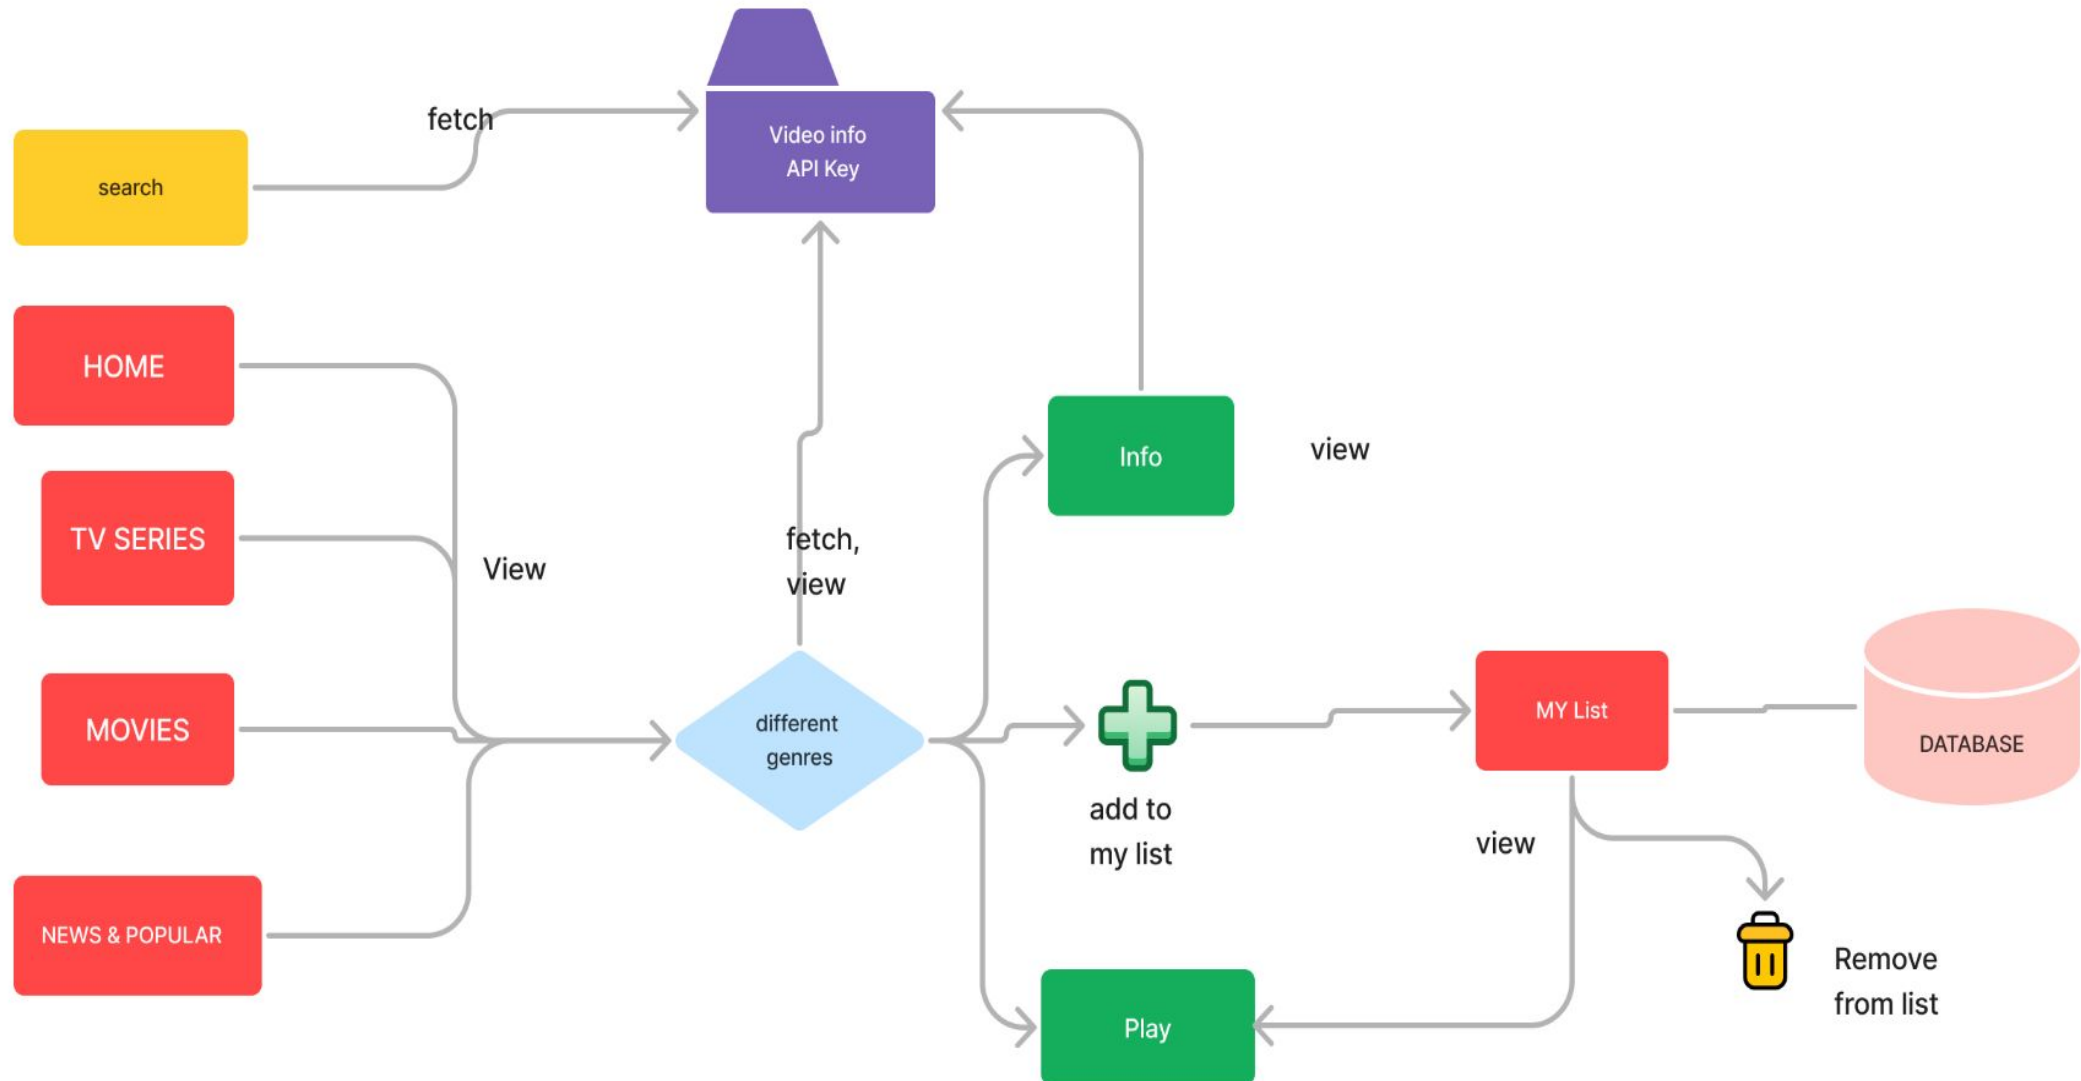 fetch
Video info
API Key
search
HOME
Info
view
TV SERIES
View
fetch,
view
MOVIES
different
genres
MY List
DATABASE
add to
my list
view
NEWS & POPULAR
Remove
from list
Play